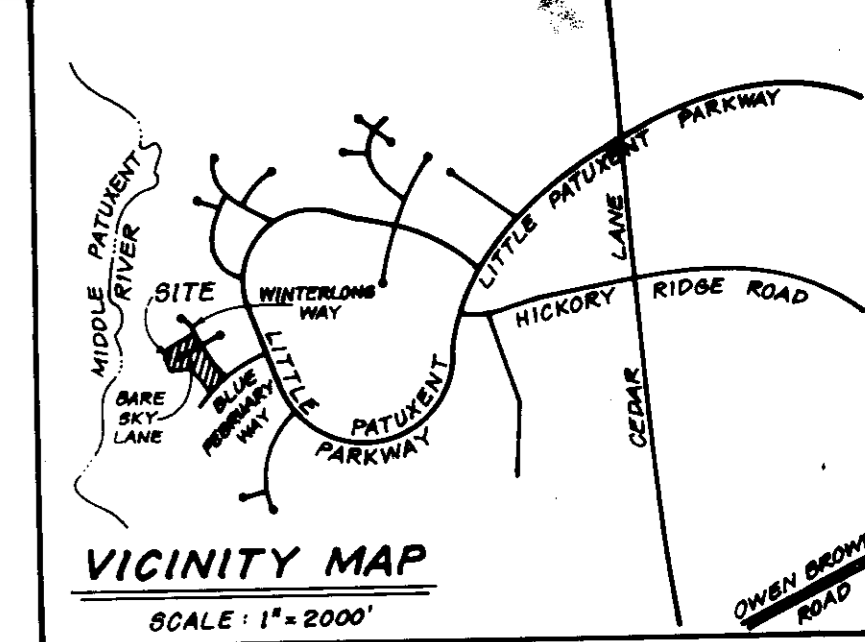 LITTLE PATUXENT PARKWAY
MIDDLE PATUXENT
RIVER
SITE
WINTERLONG
WAY
LITTLE
CEDAR LANE
HICKORY RIDGE ROAD
BARE
SKY
LANE
BLUE
FEBRUARY
WAY
PATUXENT
PARKWAY
VICINITY MAP
SCALE: 1"=2000'
OWEN BROWN
ROAD